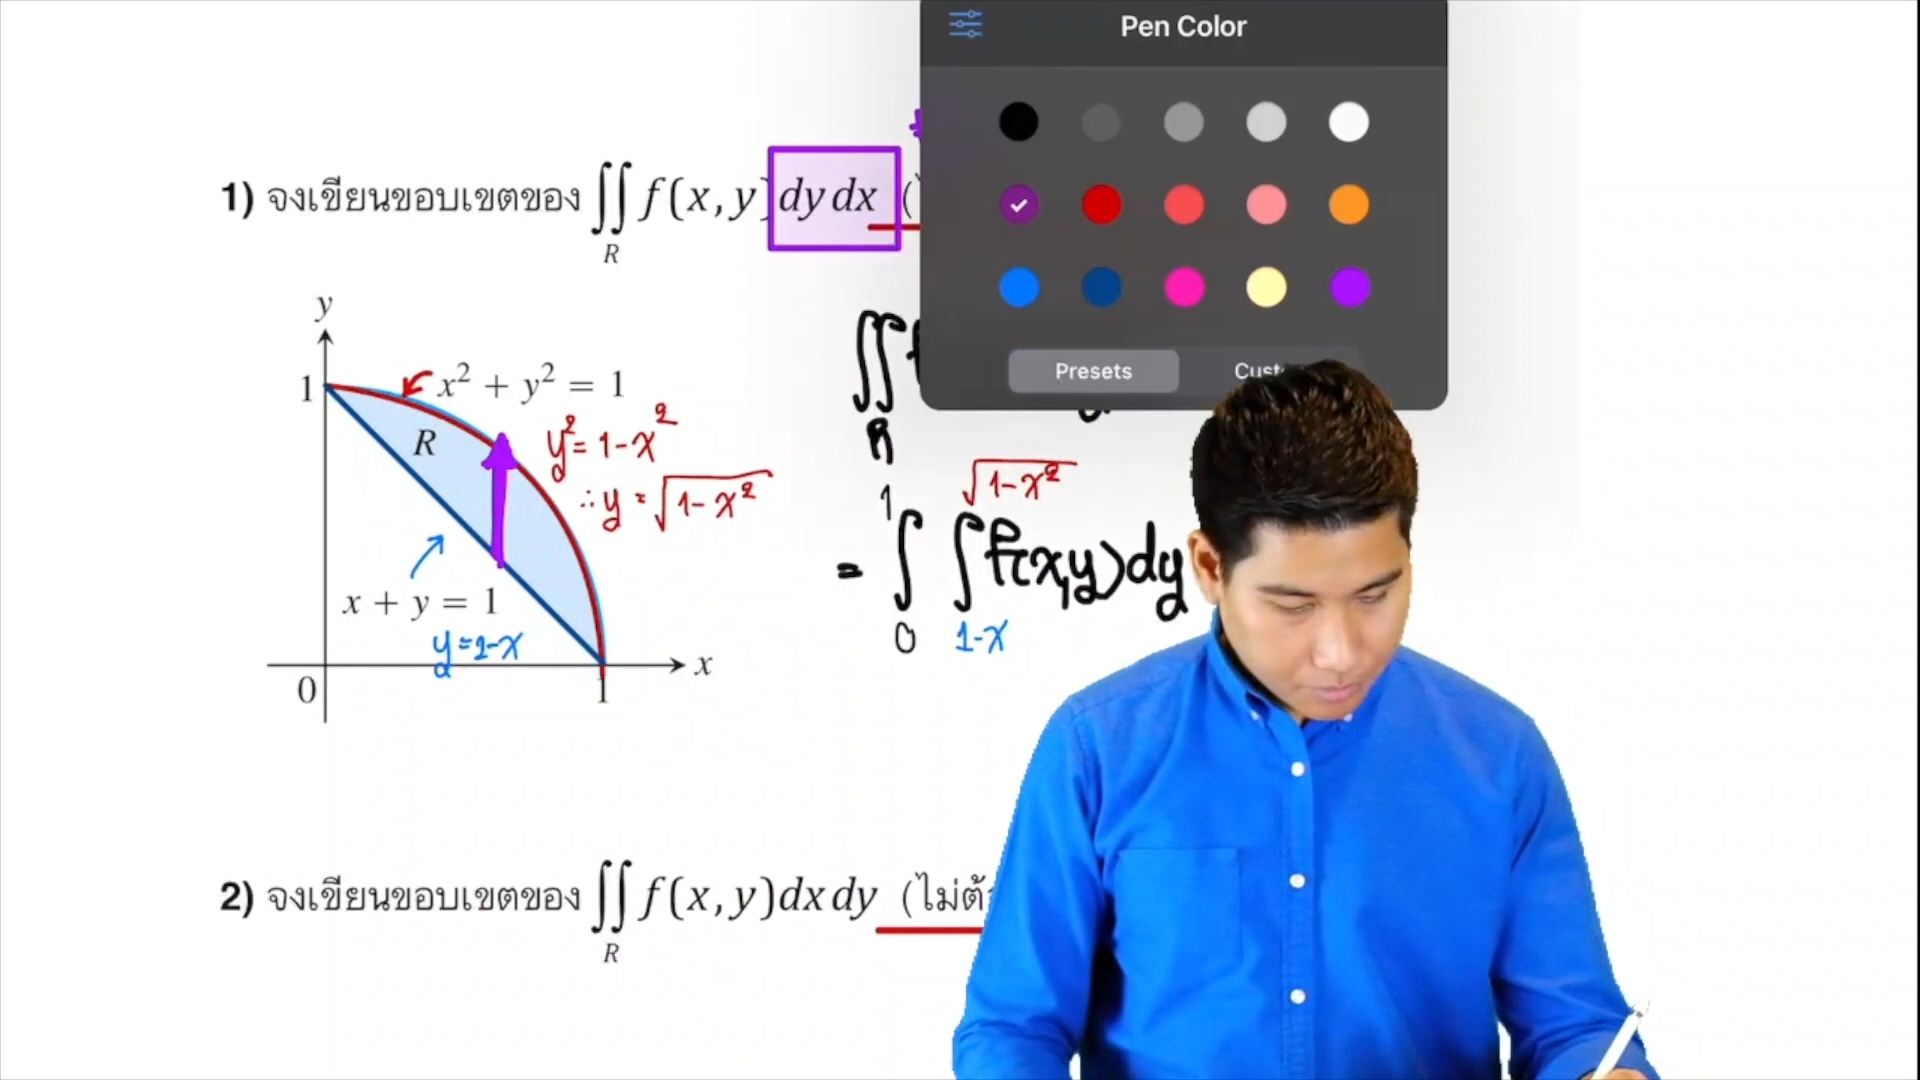 Pen Color
1) จงเขียนขอบเขตของ ∬ f(x, y) dy dx (
R
Presets
y
1
x² + y² = 1
R
y² = 1-x²
∴ y = √1-x²
x + y = 1
y = 1-x
0
1
x
∬
R
= ∫ ∫ f(x,y)dy
1
√1-x²
0
1-x
2) จงเขียนขอบเขตของ ∬ f(x, y)dx dy
R